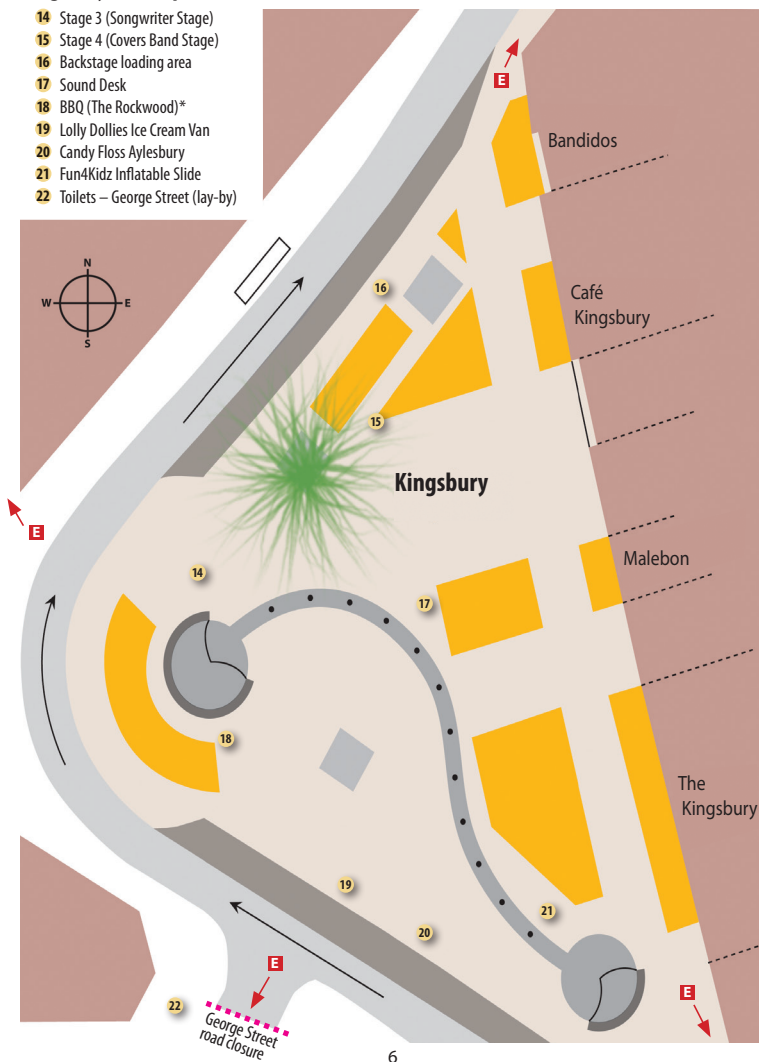 14 Stage 3 (Songwriter Stage)
15 Stage 4 (Covers Band Stage)
16 Backstage loading area
17 Sound Desk
18 BBQ (The Rockwood)*
19 Lolly Dollies Ice Cream Van
20 Candy Floss Aylesbury
21 Fun4Kidz Inflatable Slide
22 Toilets – George Street (lay-by)
E
Bandidos
N
W E
S
16
Café
Kingsbury
15
Kingsbury
E
14
17
Malebon
18
The
Kingsbury
19
20
21
22
E
E
George Street
road closure
6